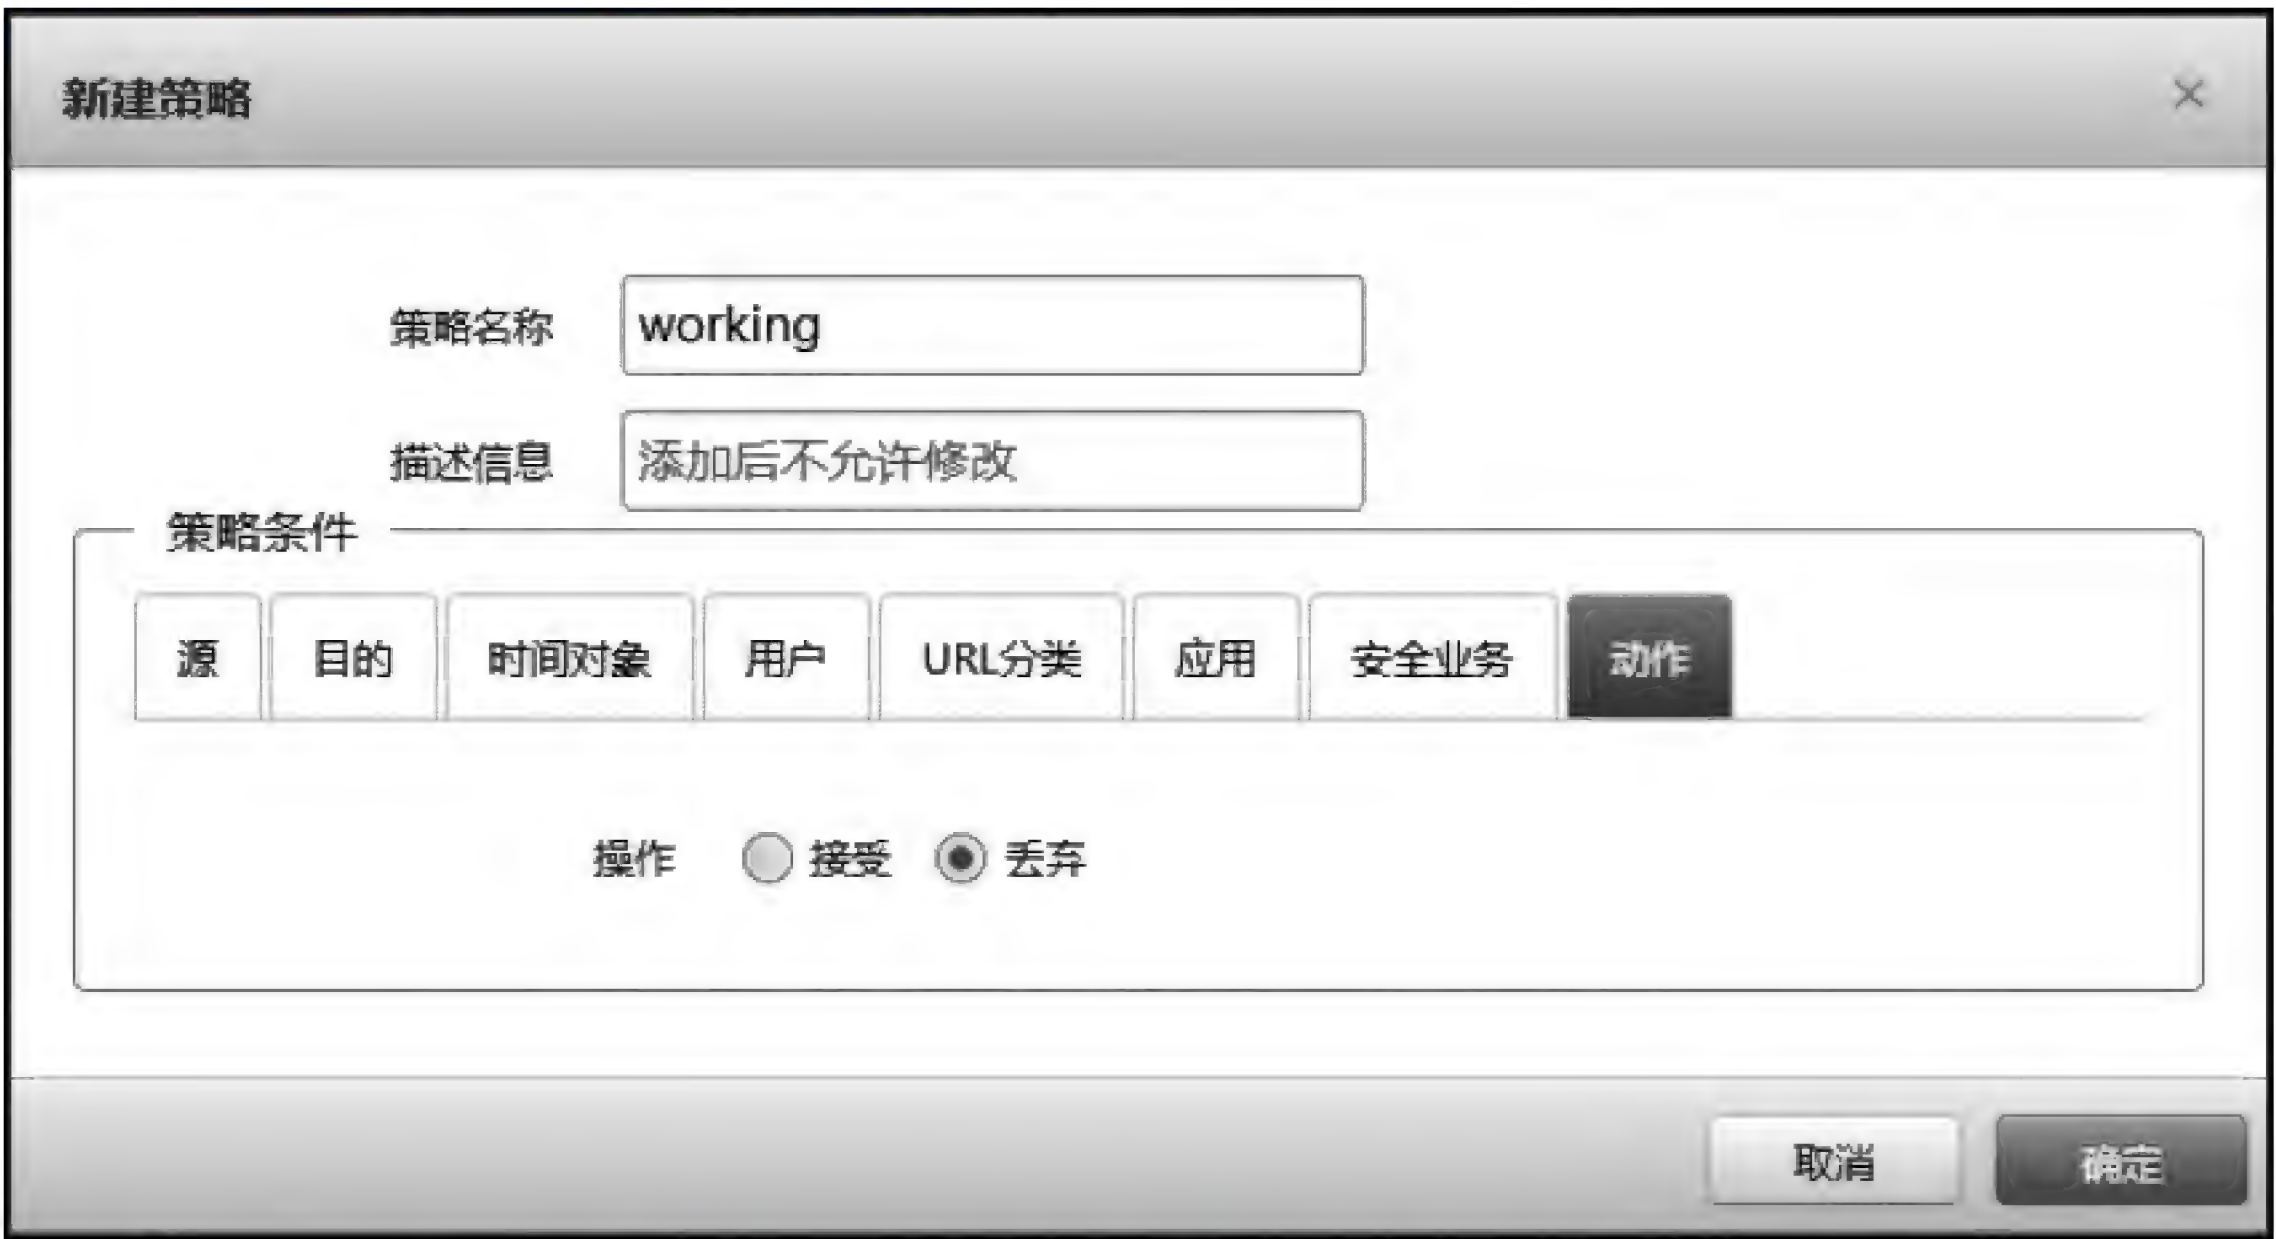 新建策略 ×
策略名称 working
描述信息 添加后不允许修改
策略条件
源 目的 时间对象 用户 URL分类 应用 安全业务 动作
操作 接受 丢弃
取消 确定